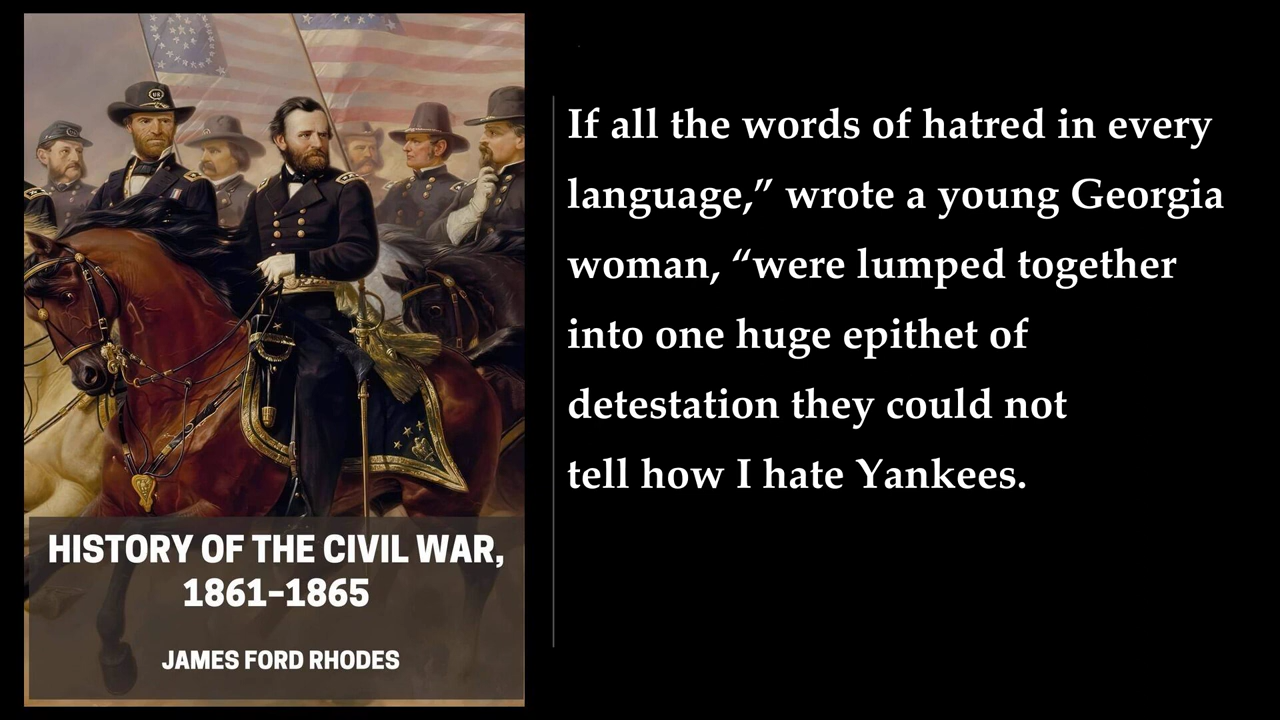 HISTORY OF THE CIVIL WAR,
1861–1865
JAMES FORD RHODES
If all the words of hatred in every
language,” wrote a young Georgia
woman, “were lumped together
into one huge epithet of
detestation they could not
tell how I hate Yankees.